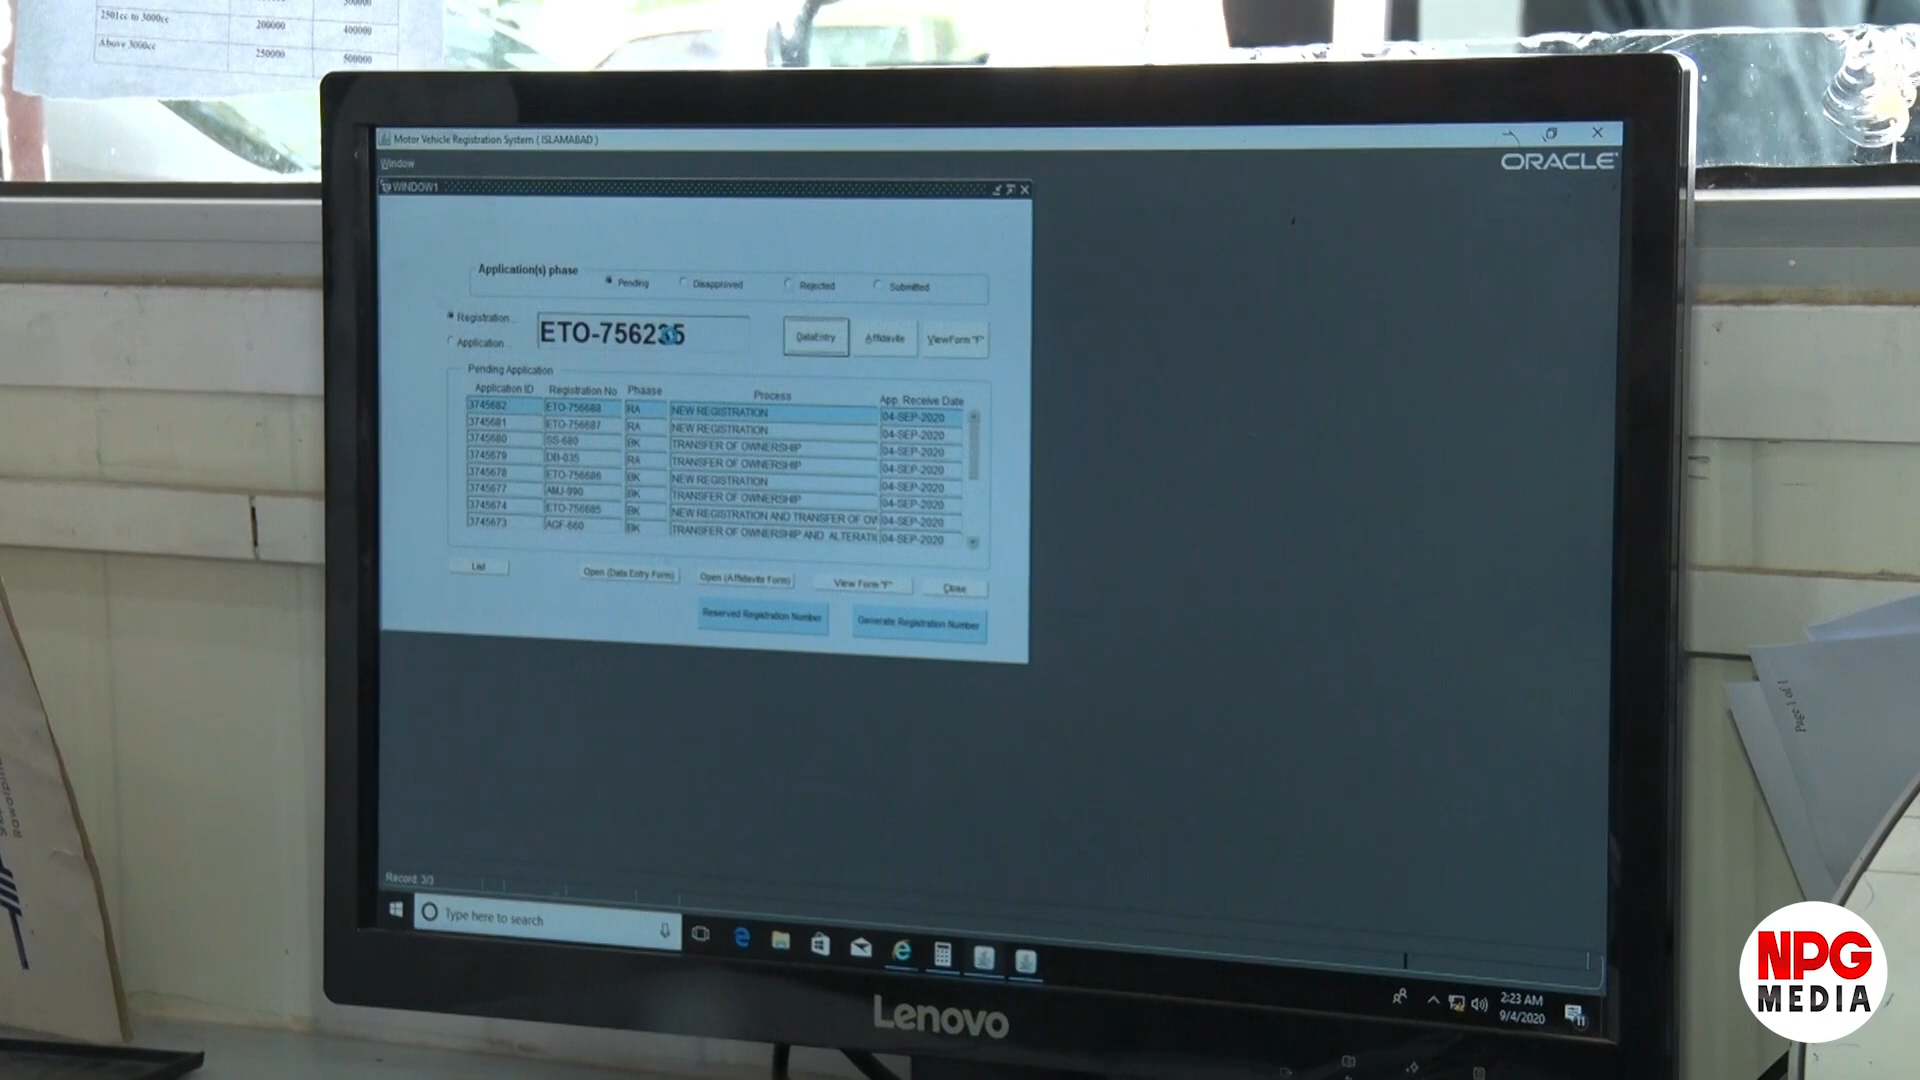 300000
2501cc to 3000cc 200000 400000
Above 3000cc 250000 500000
Motor Vehicle Registration System ( ISLAMABAD )
Window
ORACLE
WINDOW1
Application(s) phase
Pending Disapproved Rejected Submitted
Registration...
Application...
ETO-756235
DataEntry Affidavite ViewForm "F"
Pending Application
Application ID Registration No Phaase Process App. Receive Date
3745682 ETO-756688 RA NEW REGISTRATION 04-SEP-2020
3745681 ETO-756687 RA NEW REGISTRATION 04-SEP-2020
3745680 SS-680 BK TRANSFER OF OWNERSHIP 04-SEP-2020
3745679 DB-035 RA TRANSFER OF OWNERSHIP 04-SEP-2020
3745678 ETO-756686 BK NEW REGISTRATION 04-SEP-2020
3745677 AMJ-990 BK TRANSFER OF OWNERSHIP 04-SEP-2020
3745674 ETO-756685 BK NEW REGISTRATION AND TRANSFER OF OW 04-SEP-2020
3745673 AGF-660 BK TRANSFER OF OWNERSHIP AND ALTERATI 04-SEP-2020
List Open (Data Entry Form) Open (Affidavite Form) View Form "F" Close
Reserved Registration Number Generate Registration Number
Record: 3/3
Type here to search
2:23 AM
9/4/2020
11
Lenovo
Page 1 of 1
NPG
MEDIA